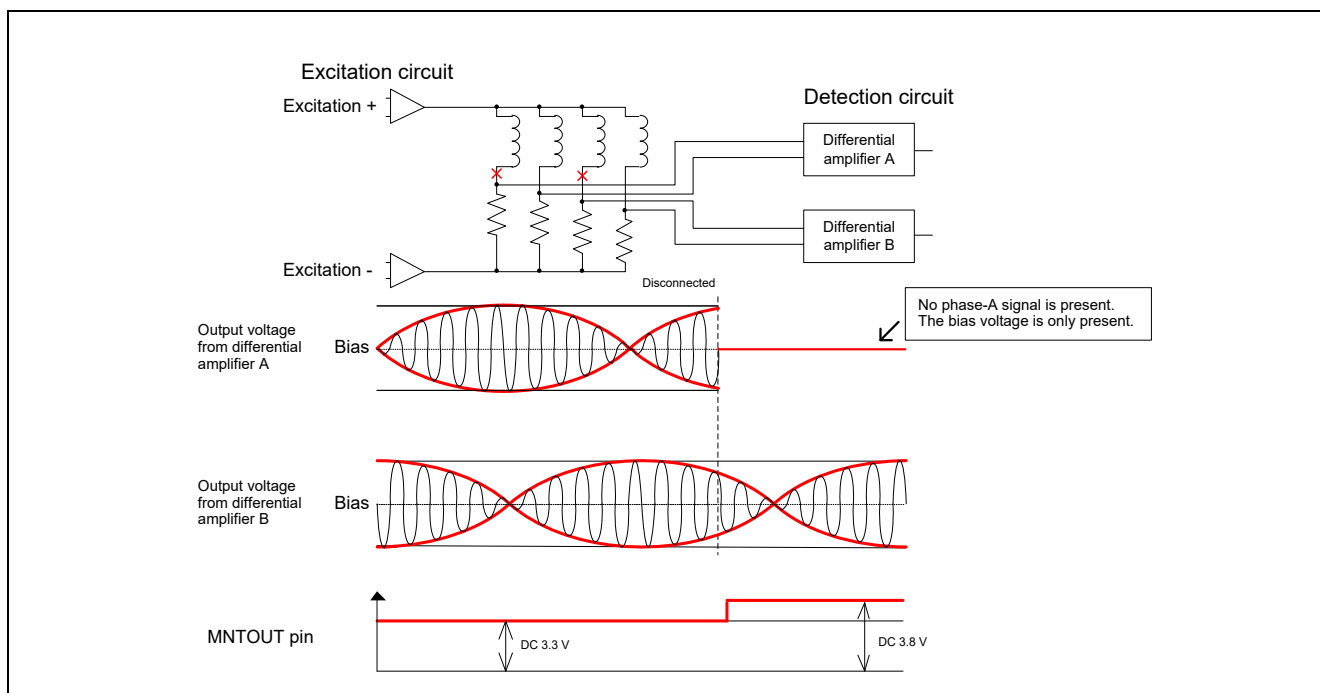 Excitation circuit
Excitation +
Detection circuit
Differential
amplifier A
Differential
amplifier B
Excitation -
Disconnected
No phase-A signal is present.
The bias voltage is only present.
Output voltage
from differential
amplifier A
Bias
Output voltage
from differential
amplifier B
Bias
MNTOUT pin
DC 3.3 V
DC 3.8 V